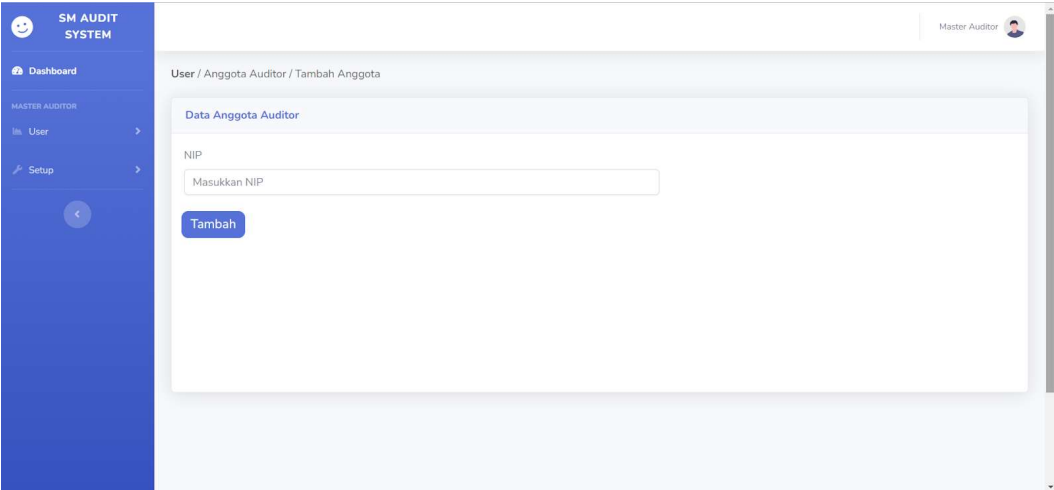 SM AUDIT
SYSTEM
Master Auditor
Dashboard
User / Anggota Auditor / Tambah Anggota
MASTER AUDITOR
Data Anggota Auditor
User
NIP
Setup
Masukkan NIP
Tambah